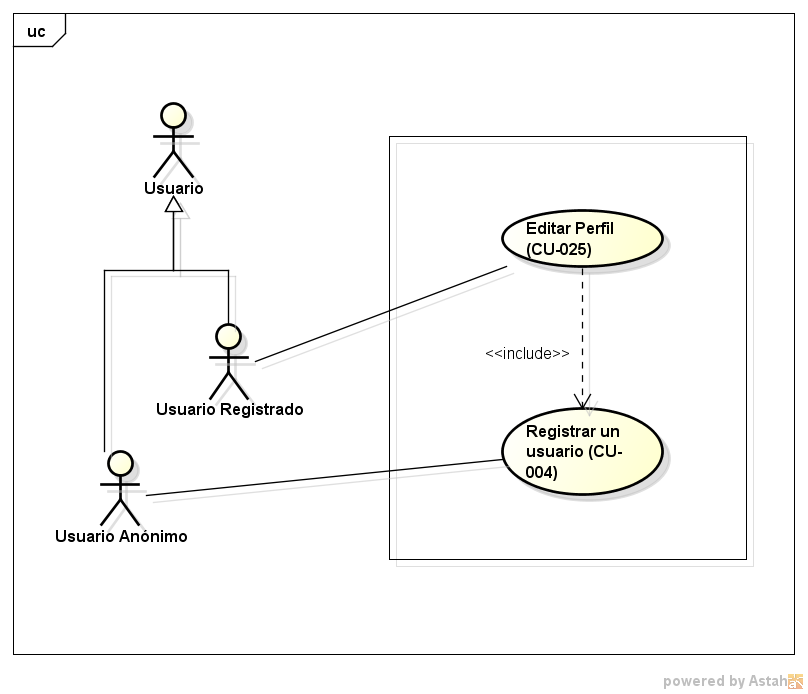 uc
Usuario
Editar Perfil
(CU-025)
<<include>>
Usuario Registrado
Registrar un
usuario (CU-
004)
Usuario Anónimo
powered by Astah